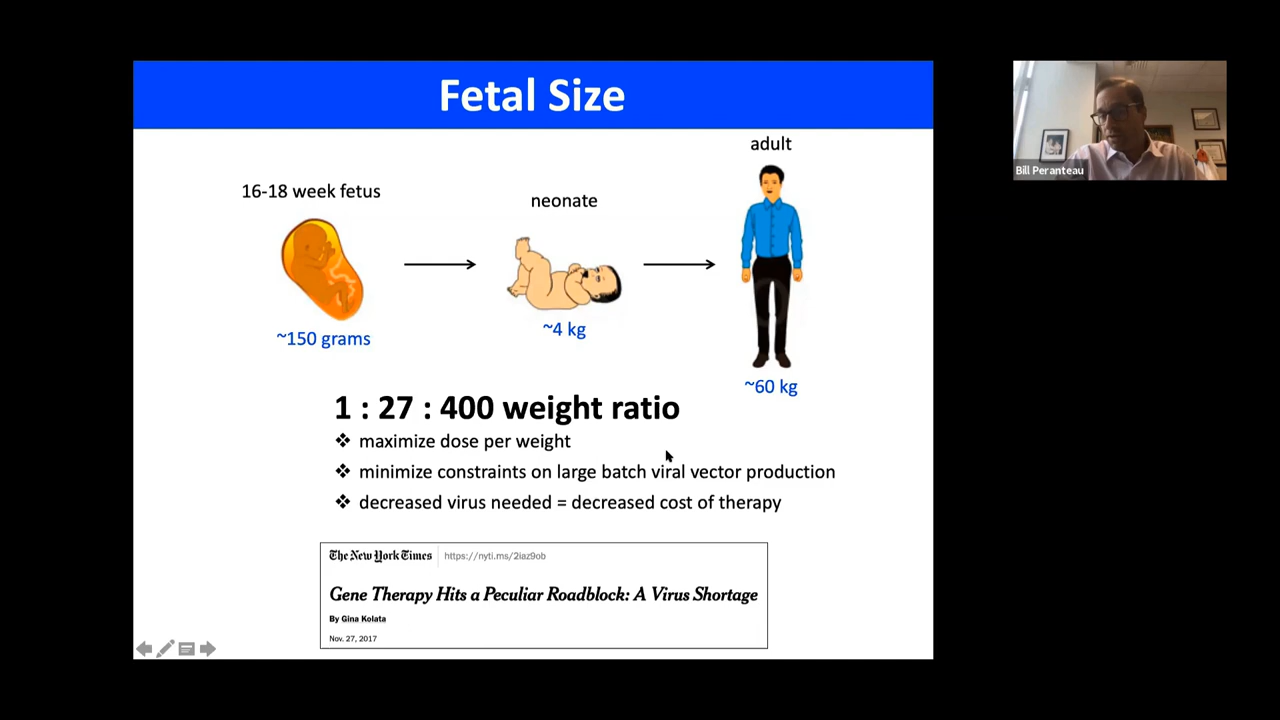 Fetal Size
16-18 week fetus
neonate
adult
~150 grams
~4 kg
~60 kg
1 : 27 : 400 weight ratio
❖ maximize dose per weight
❖ minimize constraints on large batch viral vector production
❖ decreased virus needed = decreased cost of therapy
The New York Times https://nyti.ms/2iaz9ob
Gene Therapy Hits a Peculiar Roadblock: A Virus Shortage
By Gina Kolata
Nov. 27, 2017
Bill Peranteau